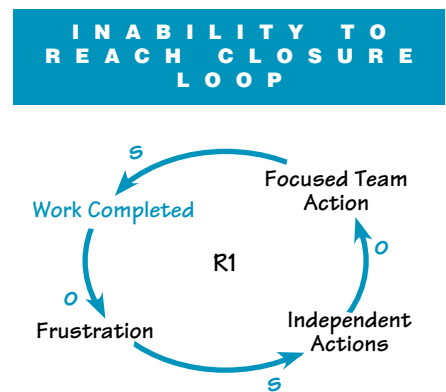 INABILITY TO
REACH CLOSURE
LOOP
S
Focused Team
Action
Work Completed
R1
O
O
Frustration
Independent
Actions
S